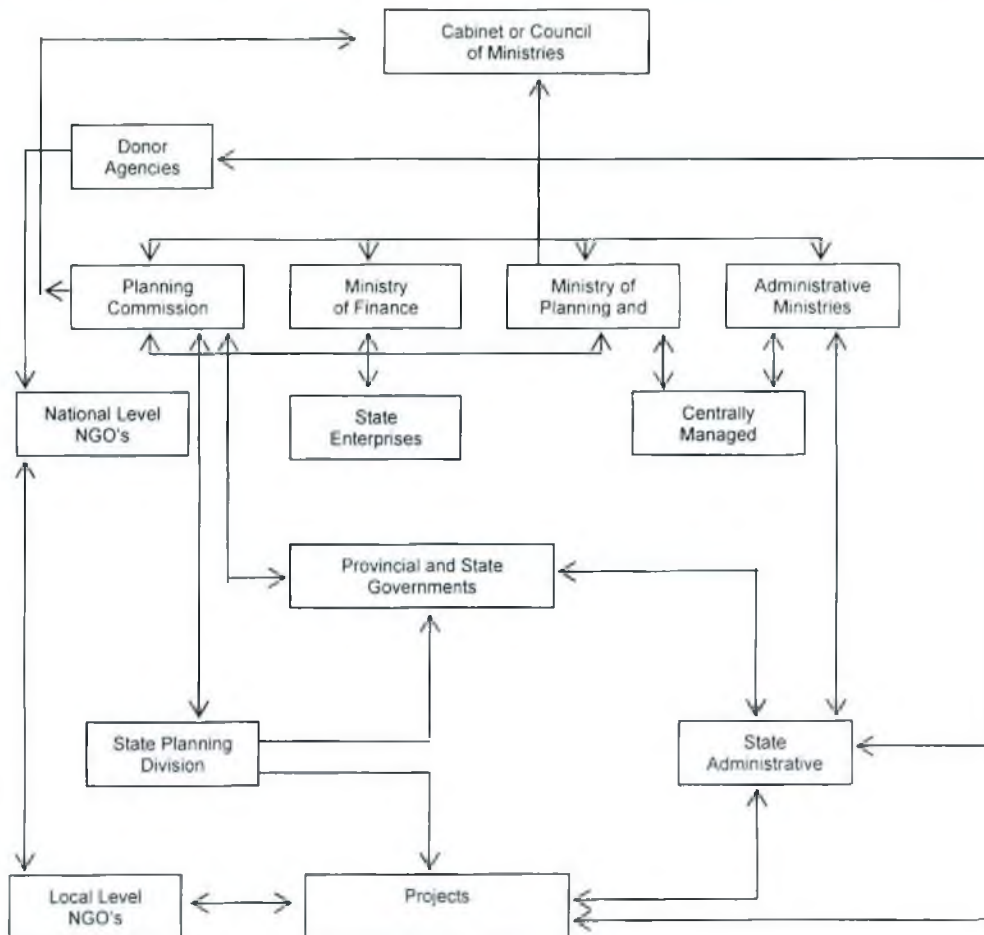 Cabinet or Council
of Ministries
Donor
Agencies
Planning
Commission
Ministry
of Finance
Ministry of
Planning and
Administrative
Ministries
National Level
NGO's
State
Enterprises
Centrally
Managed
Provincial and State
Governments
State Planning
Division
State
Administrative
Local Level
NGO's
Projects